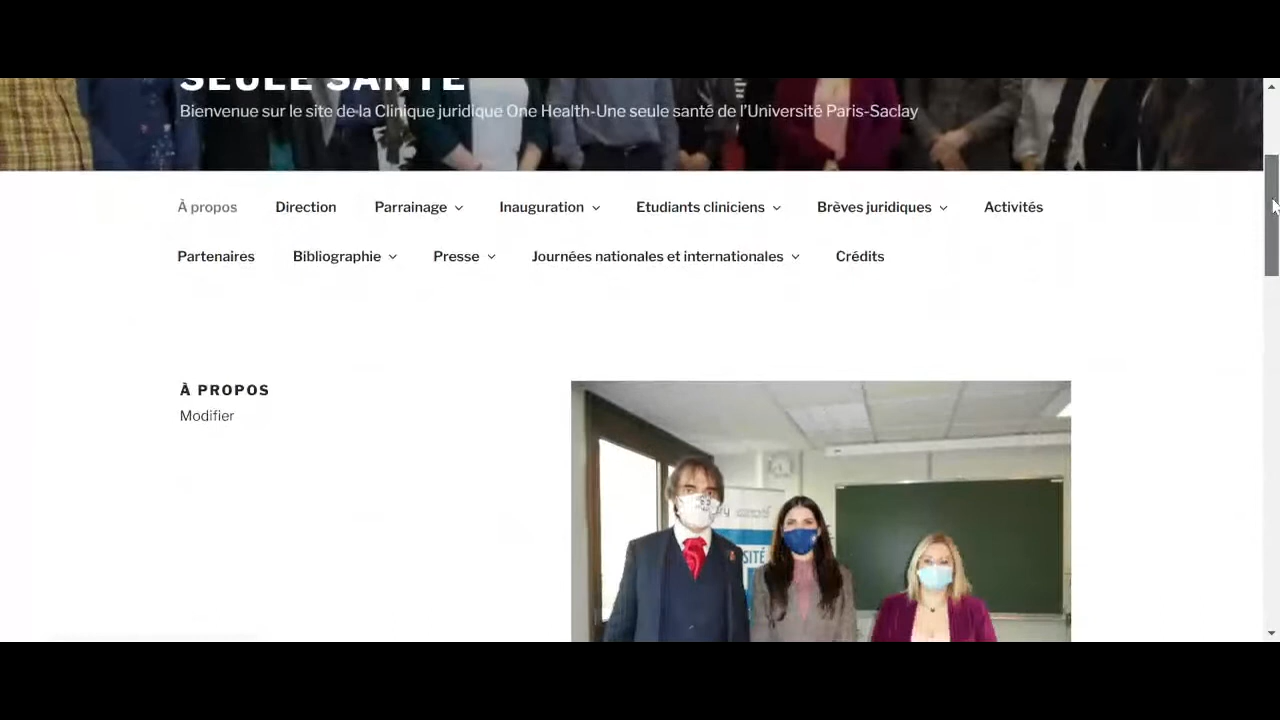 SEULE SANTÉ
Bienvenue sur le site de la Clinique juridique One Health-Une seule santé de l'Université Paris-Saclay
À propos Direction Parrainage Inauguration Etudiants cliniciens Brèves juridiques Activités
Partenaires Bibliographie Presse Journées nationales et internationales Crédits
À PROPOS
Modifier